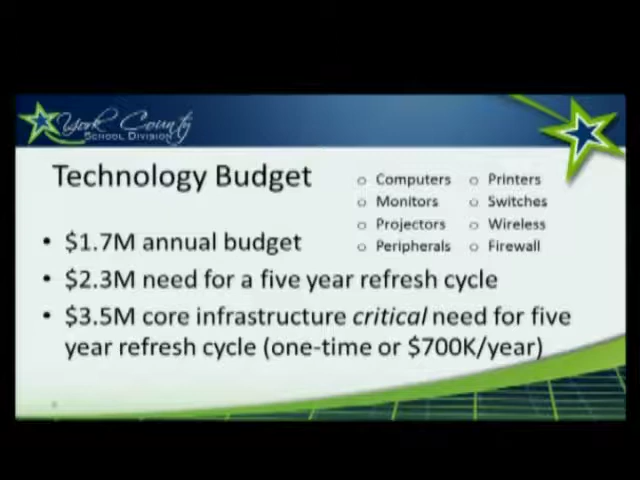 York County
SCHOOL DIVISION
Technology Budget
o Computers
o Monitors
o Projectors
o Peripherals
o Printers
o Switches
o Wireless
o Firewall
• $1.7M annual budget
• $2.3M need for a five year refresh cycle
• $3.5M core infrastructure critical need for five
year refresh cycle (one-time or $700K/year)